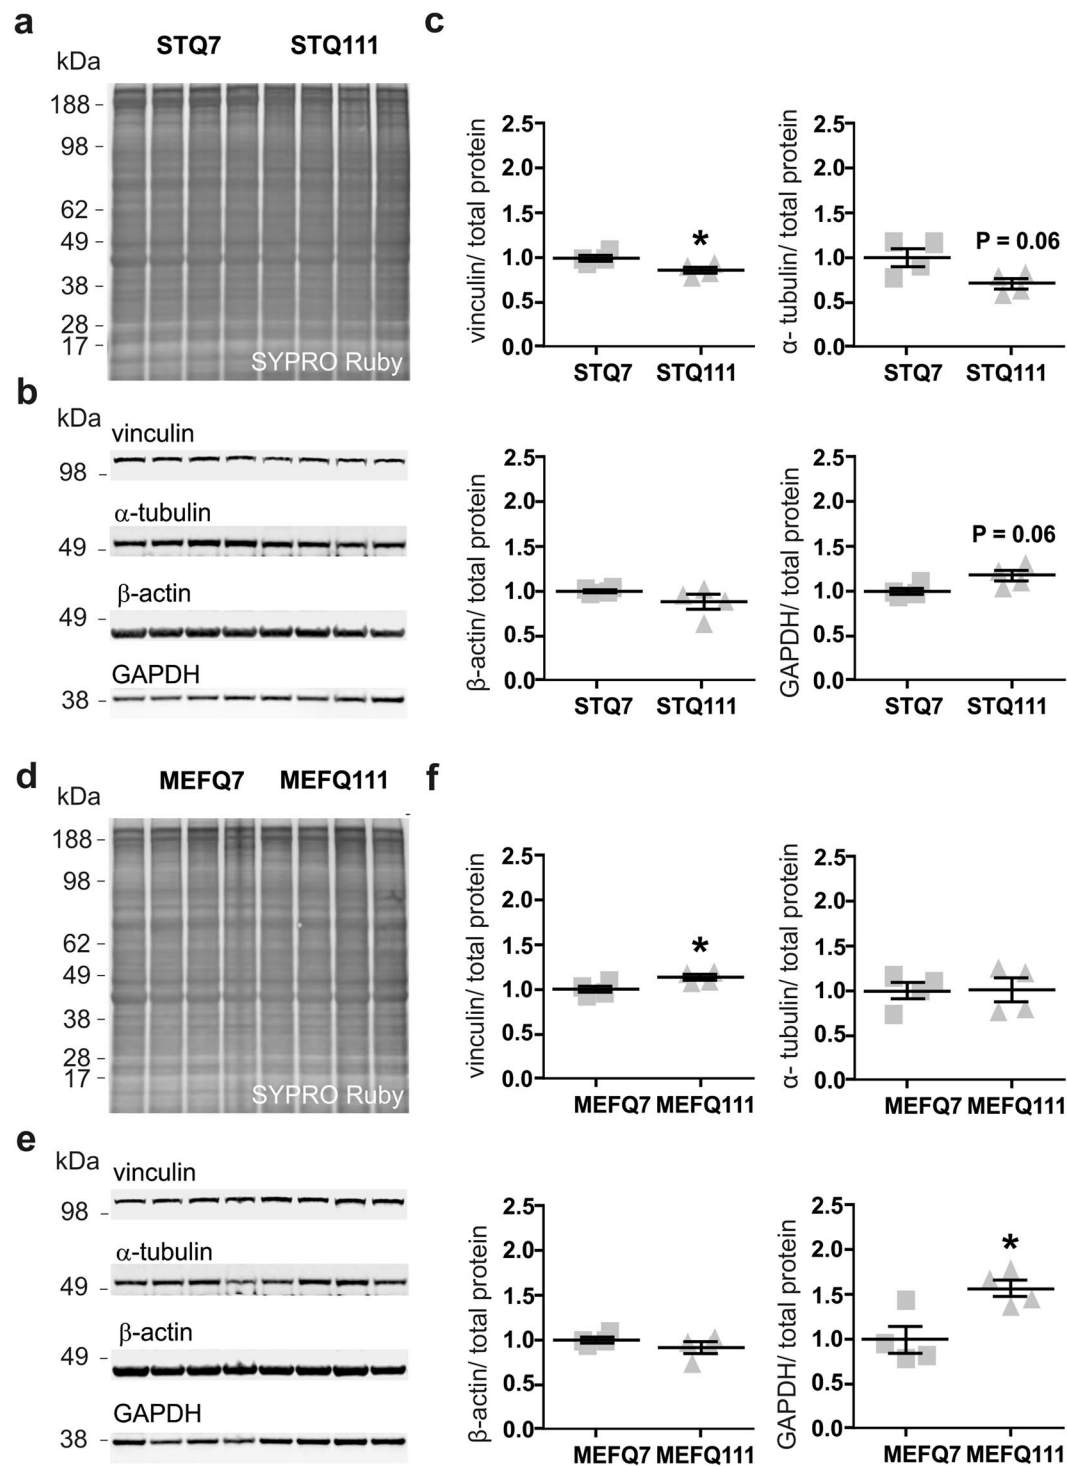 a
STQ7 STQ111
kDa
188
98
62
49
38
28
17
SYPRO Ruby
b
kDa
vinculin
98
α-tubulin
49
β-actin
49
GAPDH
38
c
vinculin/ total protein
2.5
2.0
1.5
1.0
0.5
0.0
*
STQ7 STQ111
α- tubulin/ total protein
2.5
2.0
1.5
1.0
0.5
0.0
P = 0.06
STQ7 STQ111
β-actin/ total protein
2.5
2.0
1.5
1.0
0.5
0.0
STQ7 STQ111
GAPDH/ total protein
2.5
2.0
1.5
1.0
0.5
0.0
P = 0.06
STQ7 STQ111
d
MEFQ7 MEFQ111
kDa
188
98
62
49
38
28
17
SYPRO Ruby
e
kDa
vinculin
98
α-tubulin
49
β-actin
49
GAPDH
38
f
vinculin/ total protein
2.5
2.0
1.5
1.0
0.5
0.0
*
MEFQ7 MEFQ111
α- tubulin/ total protein
2.5
2.0
1.5
1.0
0.5
0.0
MEFQ7 MEFQ111
β-actin/ total protein
2.5
2.0
1.5
1.0
0.5
0.0
MEFQ7 MEFQ111
GAPDH/ total protein
2.5
2.0
1.5
1.0
0.5
0.0
*
MEFQ7 MEFQ111